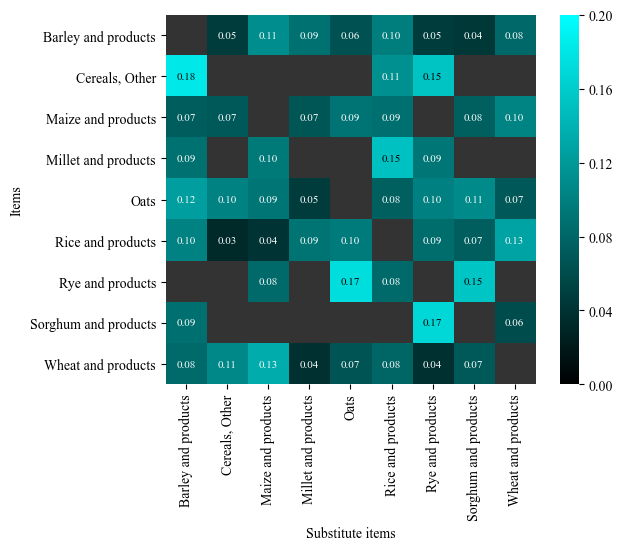 Items
Barley and products 0.05 0.11 0.09 0.06 0.10 0.05 0.04 0.08
Cereals, Other 0.18 0.11 0.15
Maize and products 0.07 0.07 0.07 0.09 0.09 0.08 0.10
Millet and products 0.09 0.10 0.15 0.09
Oats 0.12 0.10 0.09 0.05 0.08 0.10 0.11 0.07
Rice and products 0.10 0.03 0.04 0.09 0.10 0.09 0.07 0.13
Rye and products 0.08 0.17 0.08 0.15
Sorghum and products 0.09 0.17 0.06
Wheat and products 0.08 0.11 0.13 0.04 0.07 0.08 0.04 0.07
Barley and products
Cereals, Other
Maize and products
Millet and products
Oats
Rice and products
Rye and products
Sorghum and products
Wheat and products
Substitute items
0.20
0.16
0.12
0.08
0.04
0.00